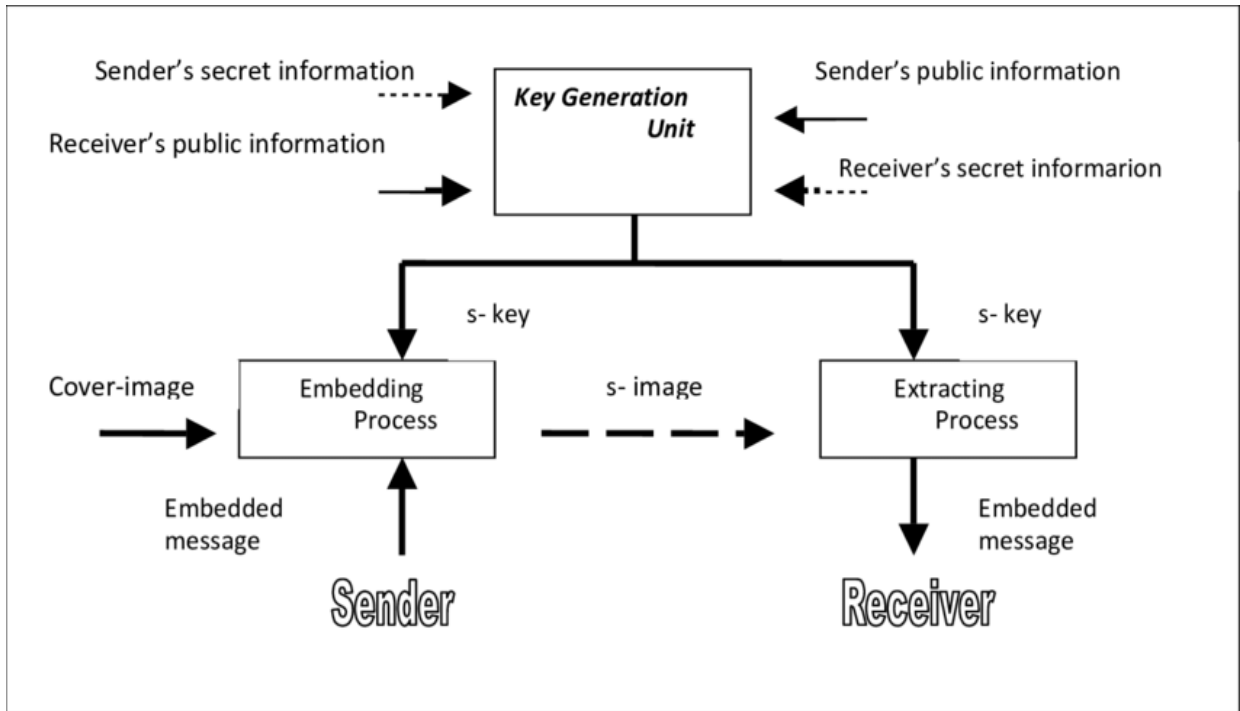 Sender's secret information
Key Generation
Unit
Sender's public information
Receiver's public information
Receiver's secret informarion
s- key
s- key
Cover-image
Embedding
Process
s- image
Extracting
Process
Embedded
message
Embedded
message
Sender
Receiver